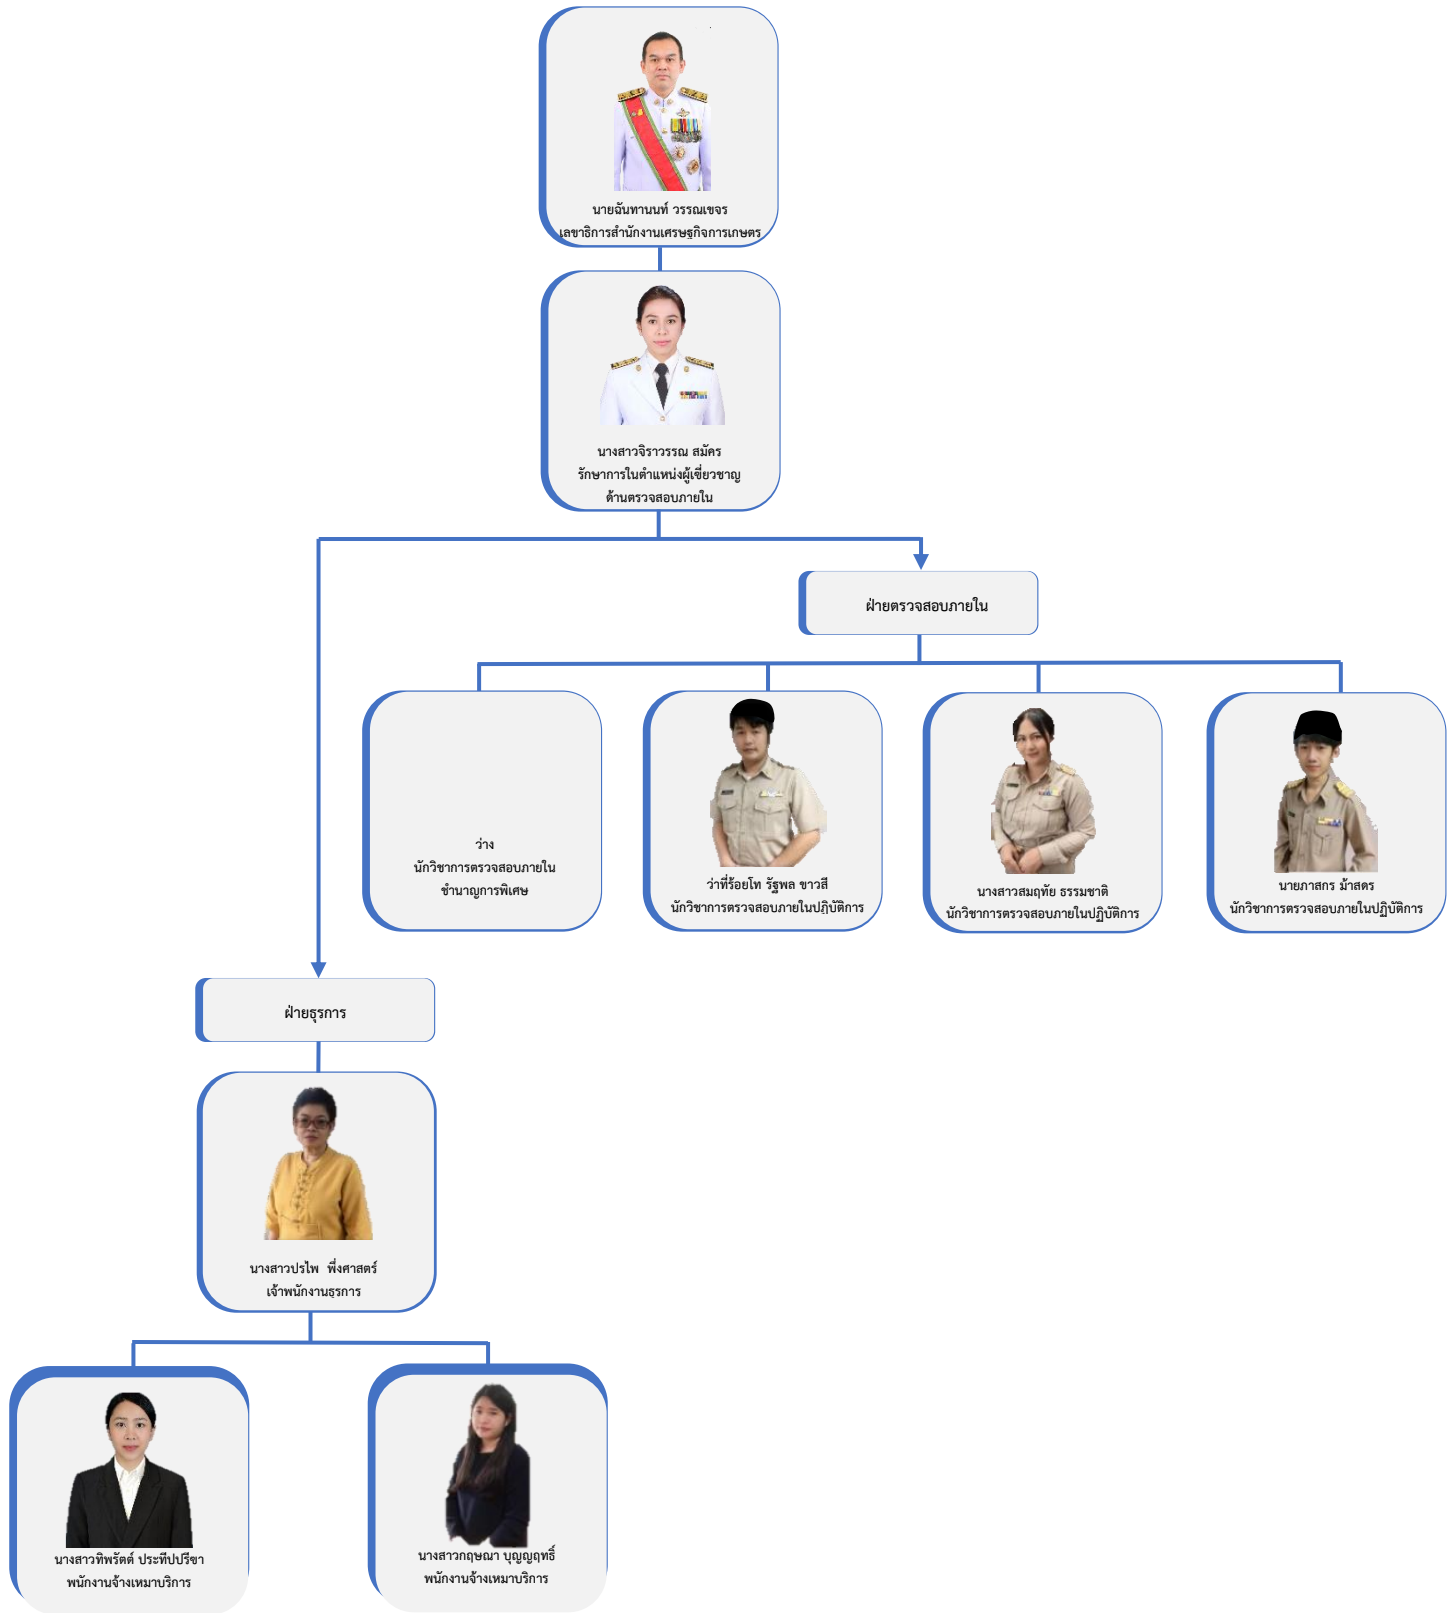 นายฉันทานนท์ วรรณเขจร
เลขาธิการสำนักงานเศรษฐกิจการเกษตร
นางสาวจิราวรรณ สมัคร
รักษาการในตำแหน่งผู้เชี่ยวชาญ
ด้านตรวจสอบภายใน
ฝ่ายตรวจสอบภายใน
ว่าง
นักวิชาการตรวจสอบภายใน
ชำนาญการพิเศษ
ว่าที่ร้อยโท รัฐพล ขาวสี
นักวิชาการตรวจสอบภายในปฏิบัติการ
นางสาวสมฤทัย ธรรมชาติ
นักวิชาการตรวจสอบภายในปฏิบัติการ
นายภาสกร ม้าสดร
นักวิชาการตรวจสอบภายในปฏิบัติการ
ฝ่ายธุรการ
นางสาวปรไพ พึ่งศาสตร์
เจ้าพนักงานธุรการ
นางสาวทิพรัตต์ ประทีปปรีชา
พนักงานจ้างเหมาบริการ
นางสาวกฤษณา บุญญฤทธิ์
พนักงานจ้างเหมาบริการ